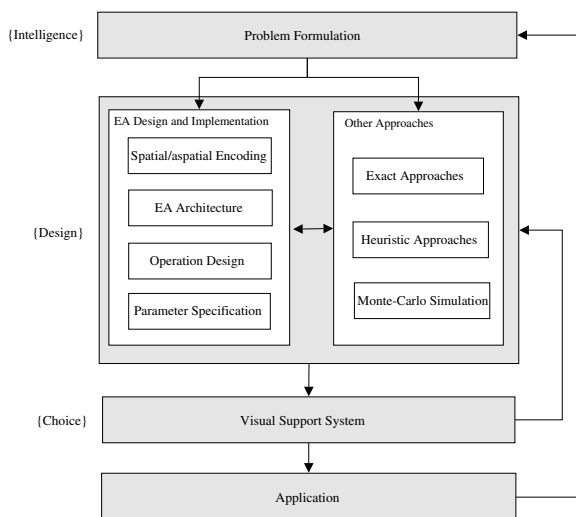 {Intelligence}
Problem Formulation
EA Design and Implementation
Other Approaches
Spatial/aspatial Encoding
Exact Approaches
EA Architecture
{Design}
Heuristic Approaches
Operation Design
Monte-Carlo Simulation
Parameter Specification
{Choice}
Visual Support System
Application